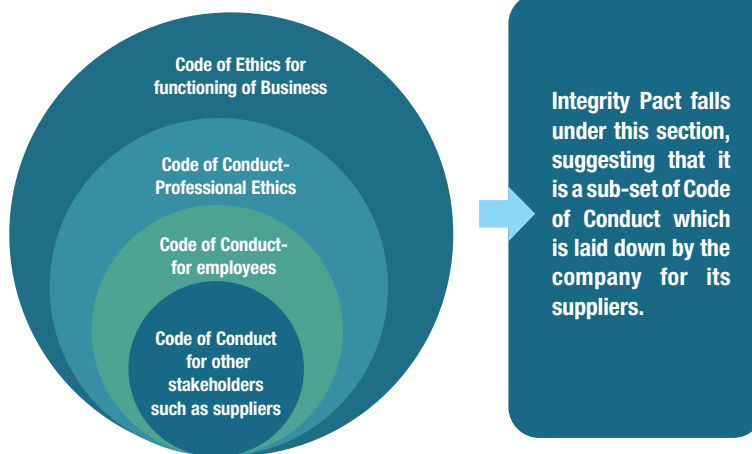 Code of Ethics for
functioning of Business
Code of Conduct-
Professional Ethics
Code of Conduct-
for employees
Code of Conduct
for other
stakeholders
such as suppliers
Integrity Pact falls
under this section,
suggesting that it
is a sub-set of Code
of Conduct which
is laid down by the
company for its
suppliers.